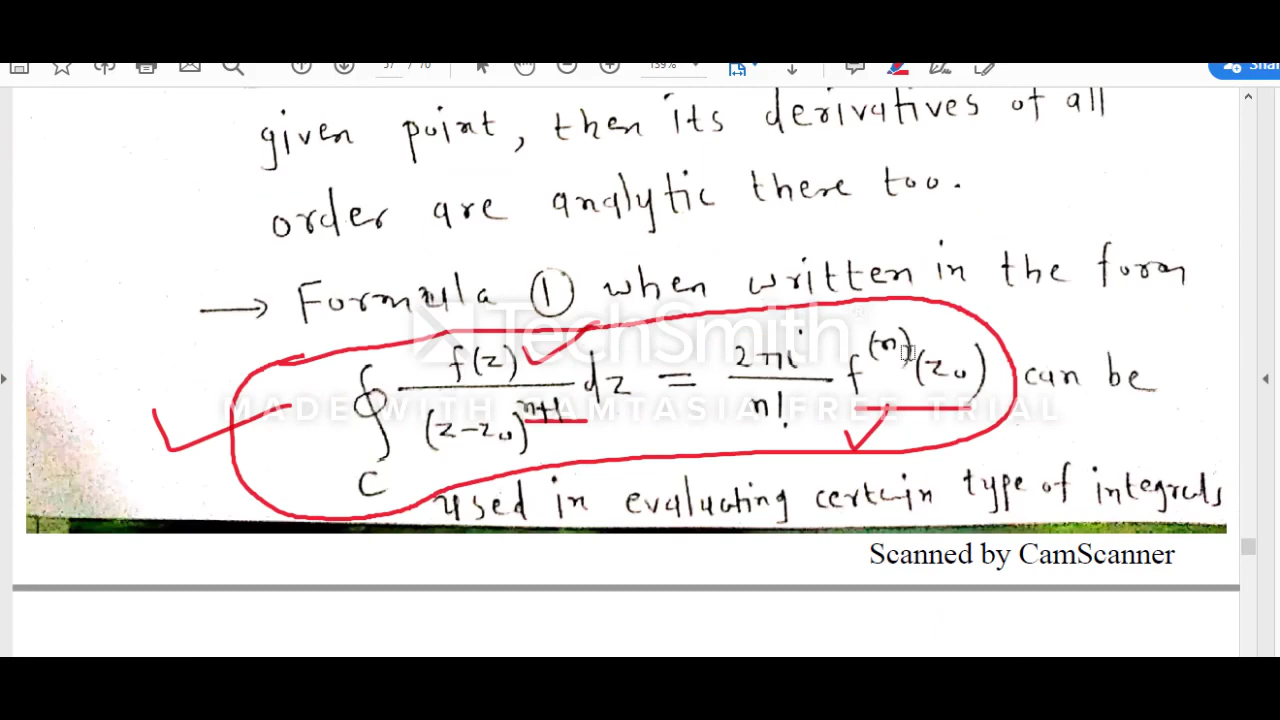 139%
Shar
given point, then its derivatives of all
order are analytic there too.
→ Formula ① when written in the form
∮_C f(z)/(z-z₀)^(n+1) dz = 2πi/n! f^(n)(z₀) can be
TechSmith
MADE WITH CAMTASIA FREE TRIAL
used in evaluating certain type of integrals
Scanned by CamScanner